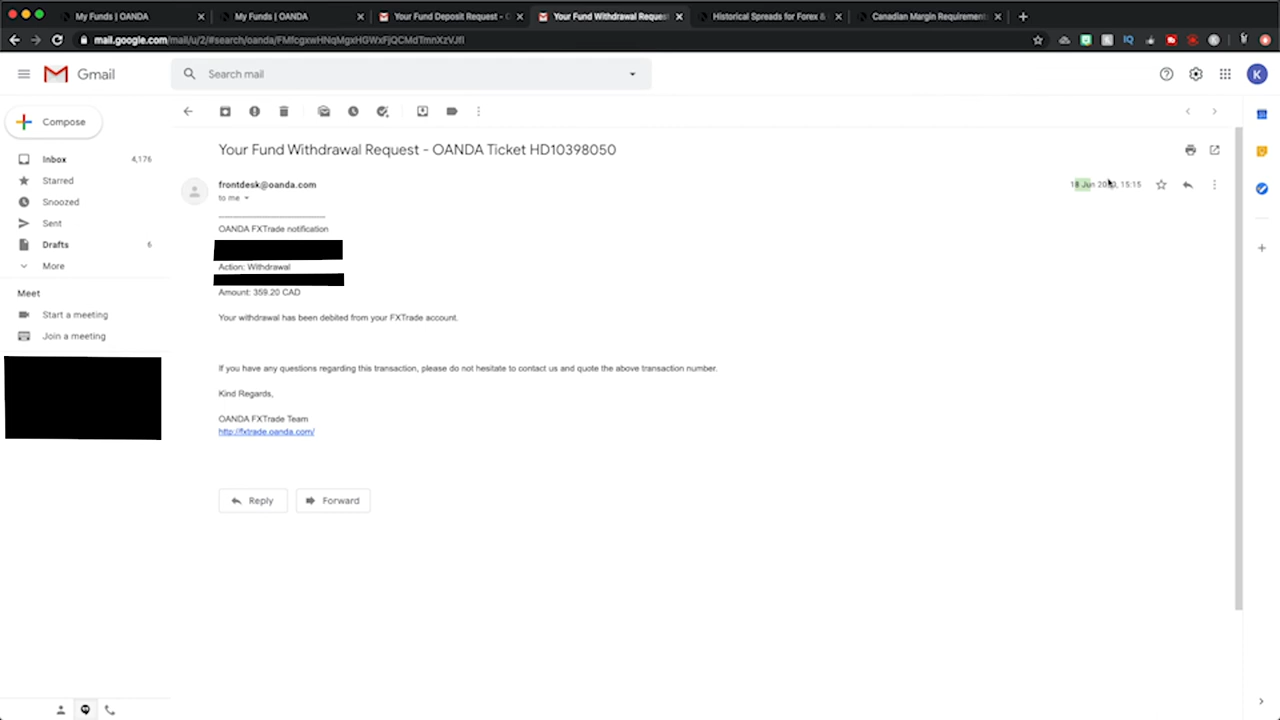 My Funds | OANDA
My Funds | OANDA
Your Fund Deposit Request -
Your Fund Withdrawal Reques
Historical Spreads for Forex &
Canadian Margin Requirement
mail.google.com/mail/u/2/#search/oanda/
Gmail
Search mail
K
Compose
Your Fund Withdrawal Request - OANDA Ticket HD10398050
Inbox 4,176
Starred
frontdesk@oanda.com
18 Jun 15:15
to me
Snoozed
Sent
OANDA FXTrade notification
Drafts 6
More
Action: Withdrawal
Meet
Amount: 359.20 CAD
Start a meeting
Your withdrawal has been debited from your FXTrade account.
Join a meeting
If you have any questions regarding this transaction, please do not hesitate to contact us and quote the above transaction number.
Kind Regards,
OANDA FXTrade Team
http://fxtrade.oanda.com/
Reply
Forward